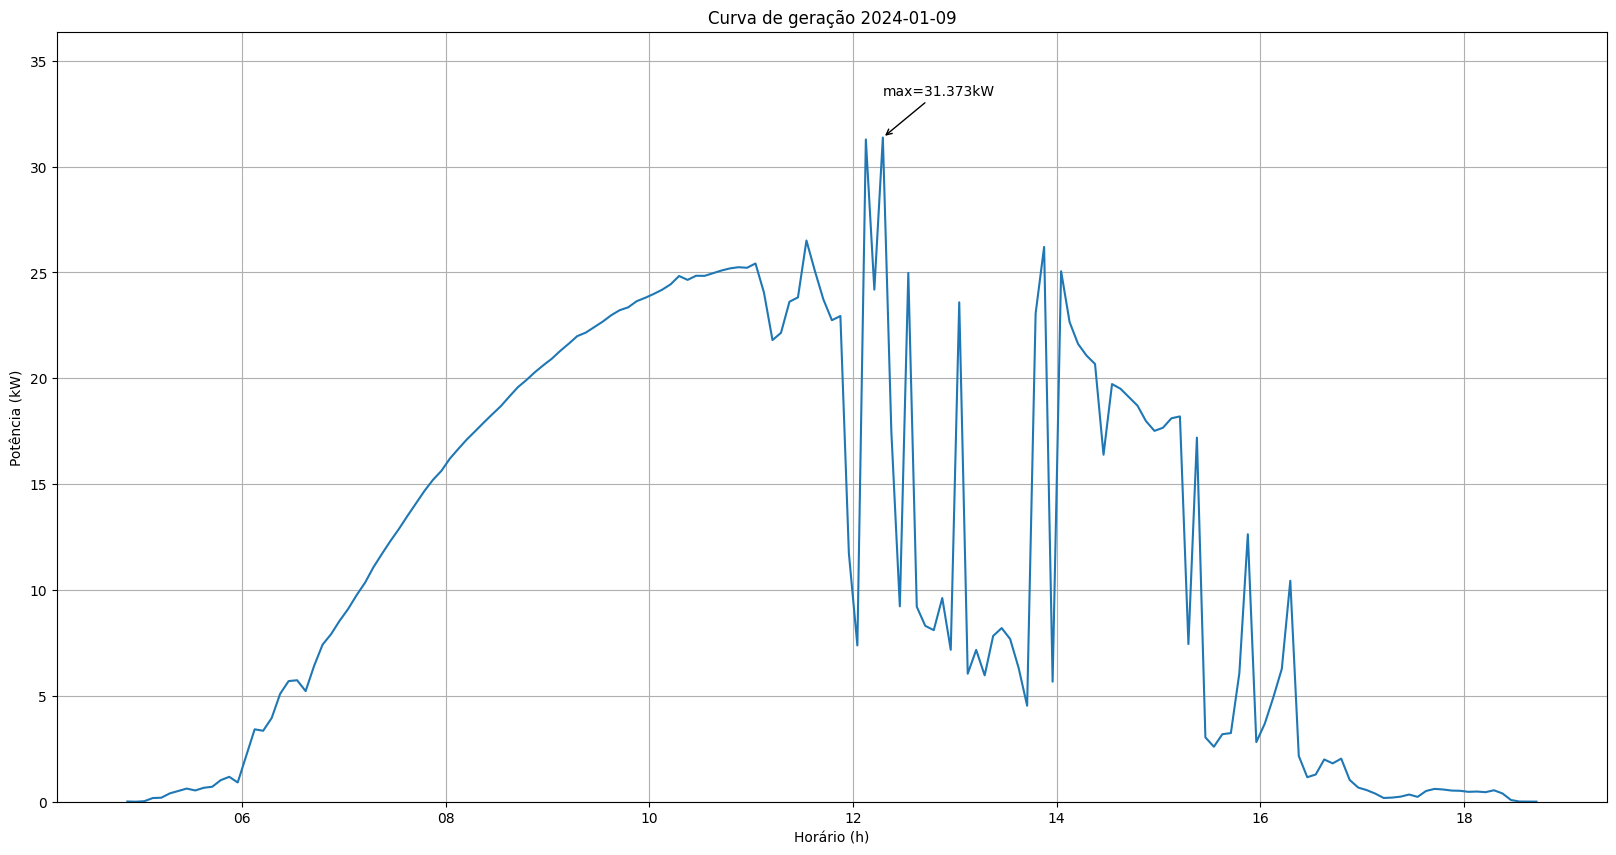 Curva de geração 2024-01-09
35
max=31.373kW
30
25
20
Potência (kW)
15
10
5
0
06 08 10 12 14 16 18
Horário (h)